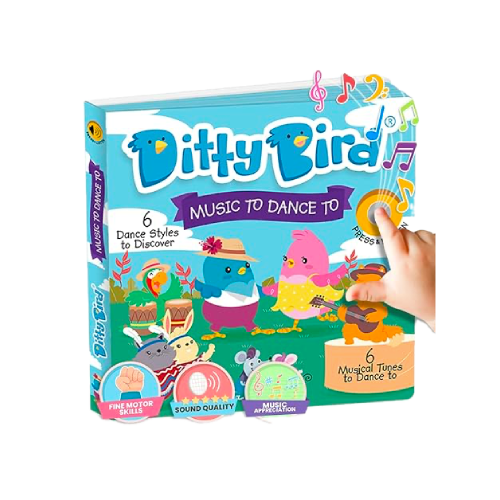 Ditty Bird®
MUSIC TO DANCE TO
6
Dance Styles
to Discover
PRESS &
6
Musical Tunes
to Dance to
MUSIC TO DANCE TO
Ditty Bird
FINE MOTOR
SKILLS
SOUND QUALITY
MUSIC
APPRECIATION